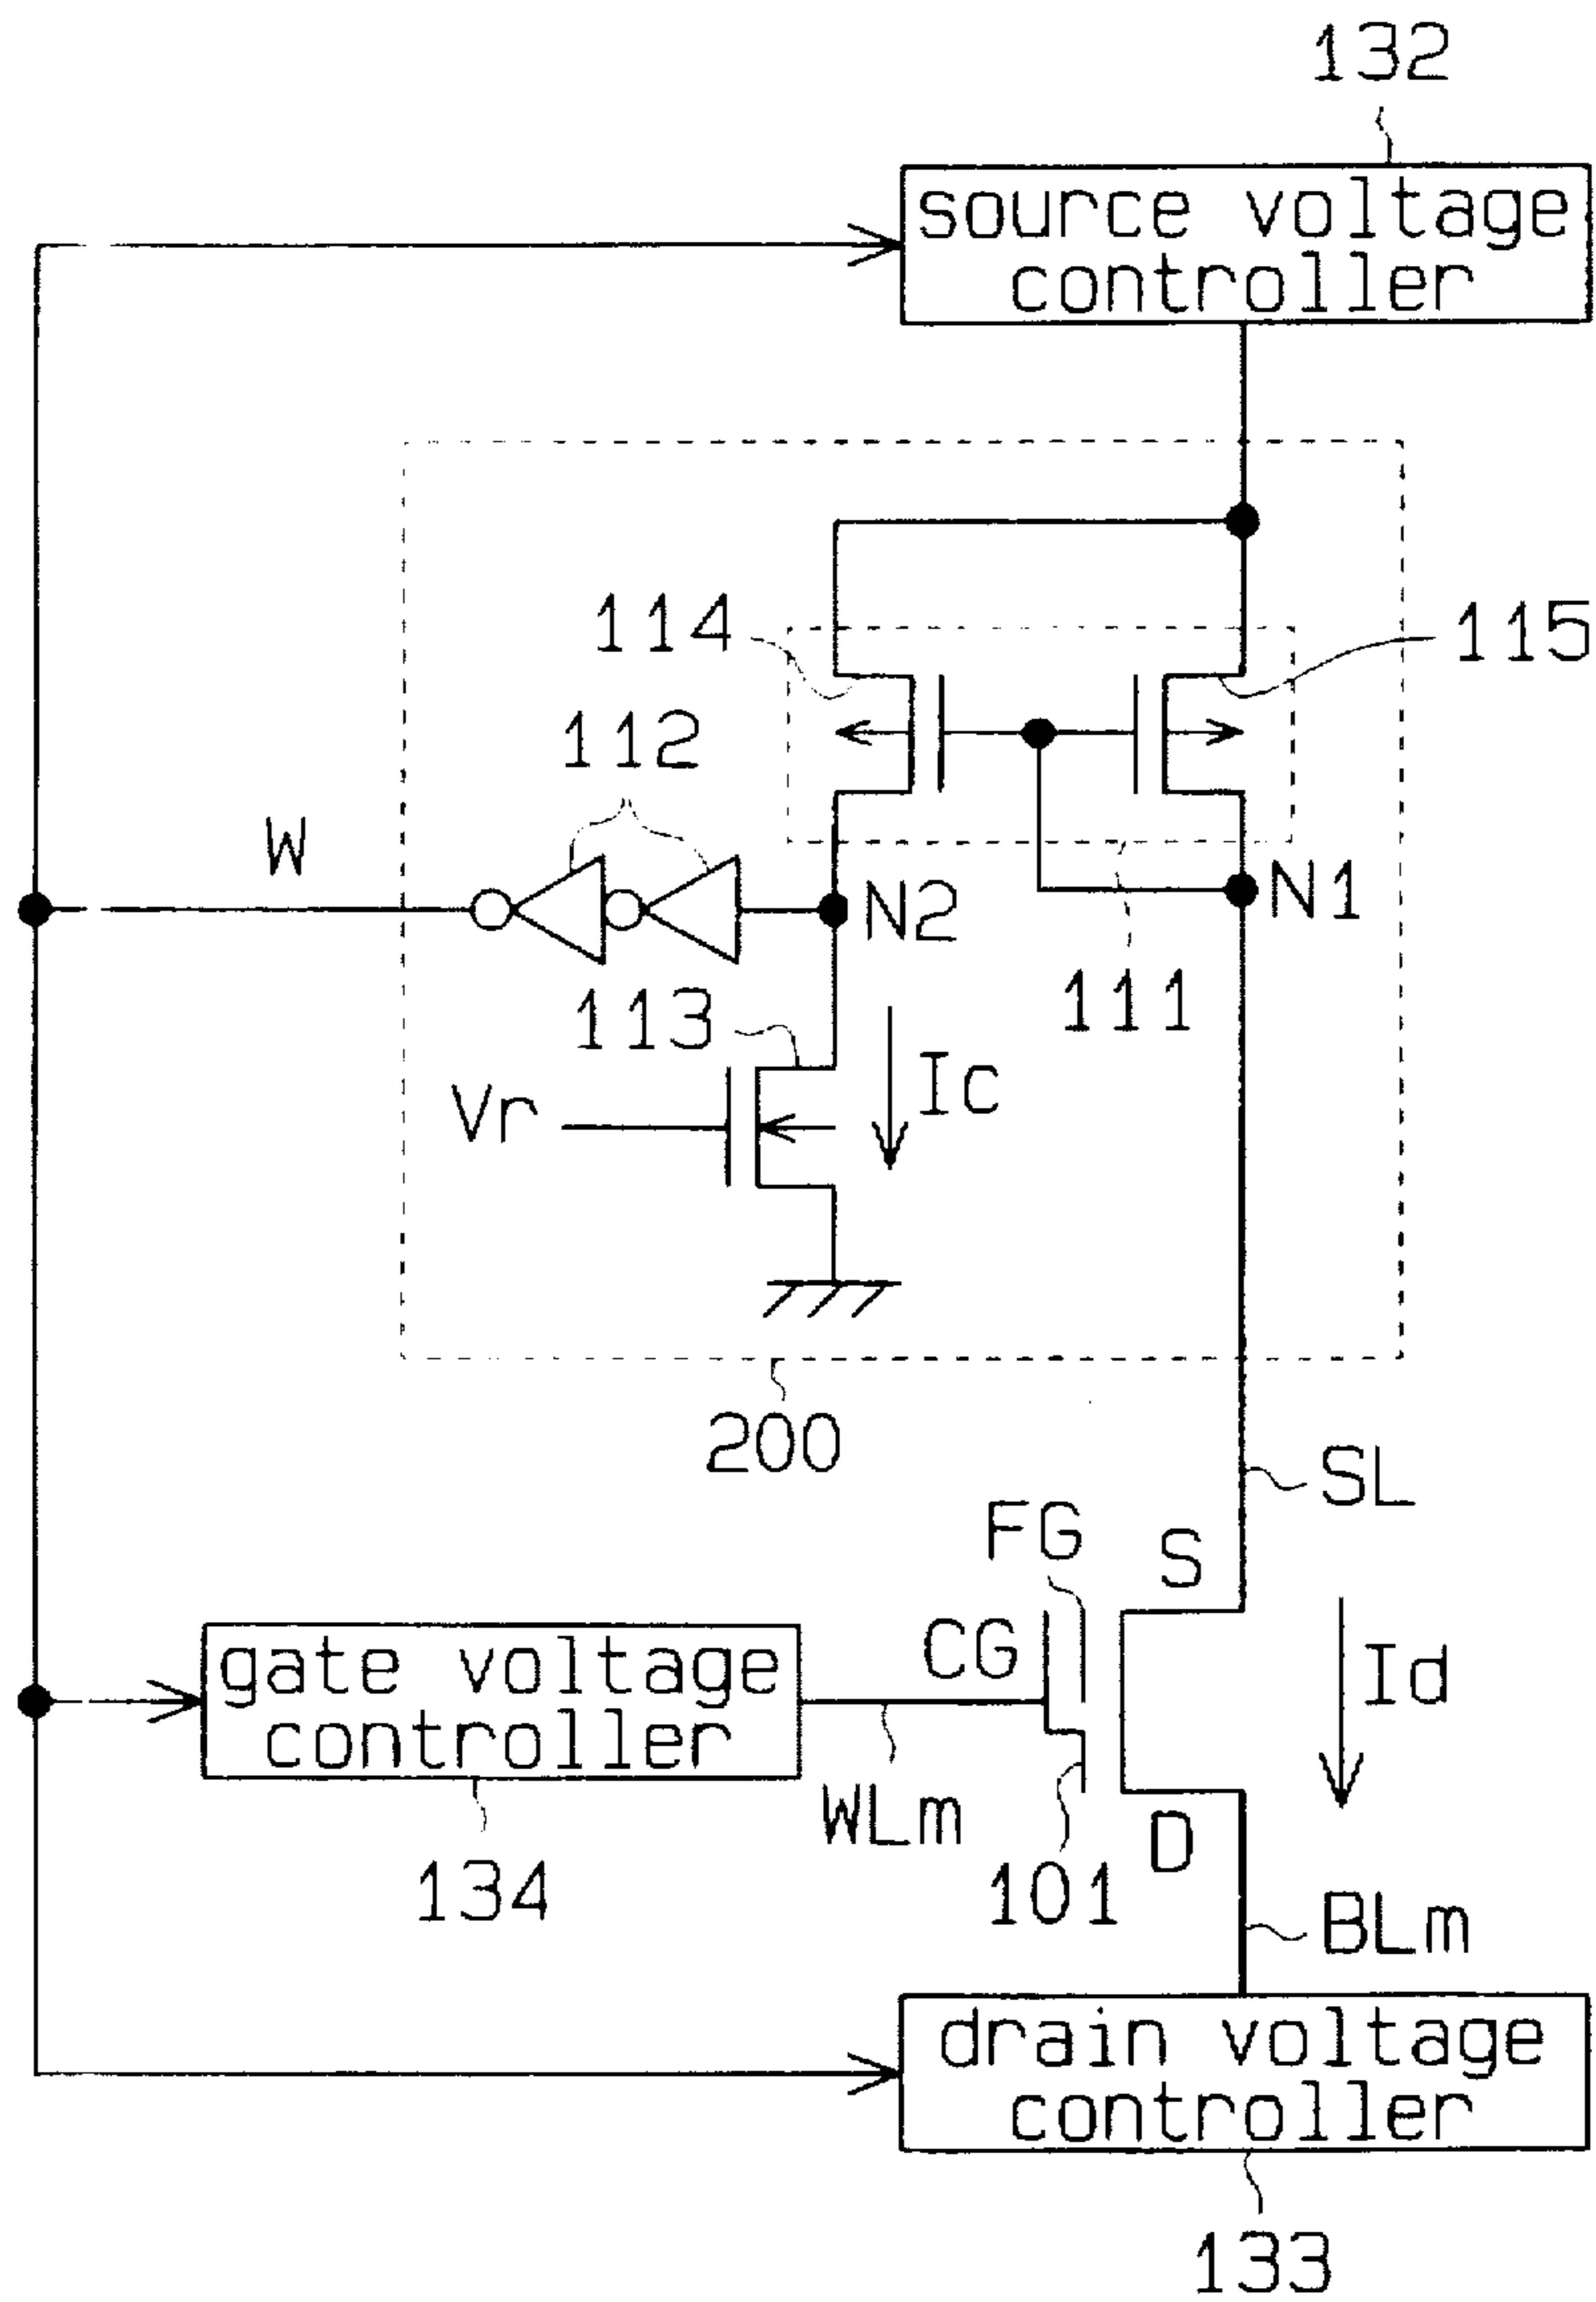 132
source voltage
controller
114
115
112
W
N2
N1
113
111
Vr
Ic
200
SL
FG
S
CG
gate voltage
controller
Id
WLm
D
134
101
BLm
drain voltage
controller
133